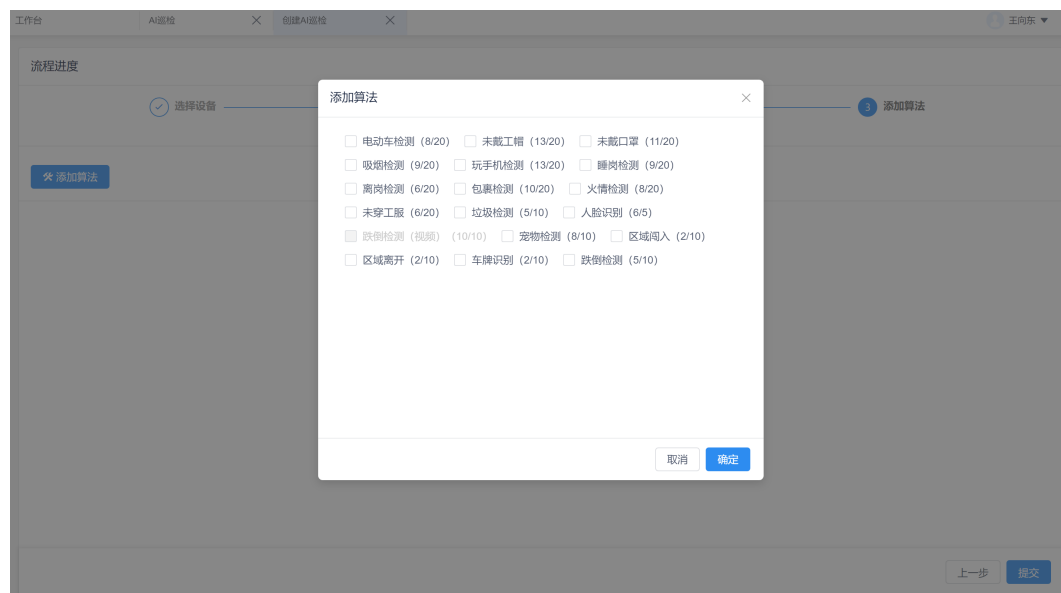 工作台 AI巡检 创建AI巡检 王向东
流程进度
添加算法
选择设备 3 添加算法
电动车检测 (8/20) 未戴工帽 (13/20) 未戴口罩 (11/20)
吸烟检测 (9/20) 玩手机检测 (13/20) 睡岗检测 (9/20)
添加算法
离岗检测 (6/20) 包裹检测 (10/20) 火情检测 (8/20)
未穿工服 (6/20) 垃圾检测 (5/10) 人脸识别 (6/5)
跌倒检测 (视频) (10/10) 宠物检测 (8/10) 区域闯入 (2/10)
区域离开 (2/10) 车牌识别 (2/10) 跌倒检测 (5/10)
取消 确定
上一步 提交